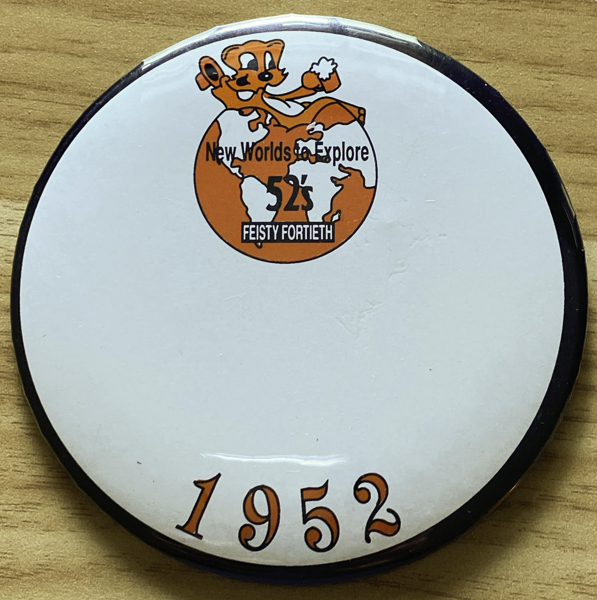 New Worlds to Explore
52's
FEISTY FORTIETH
1952